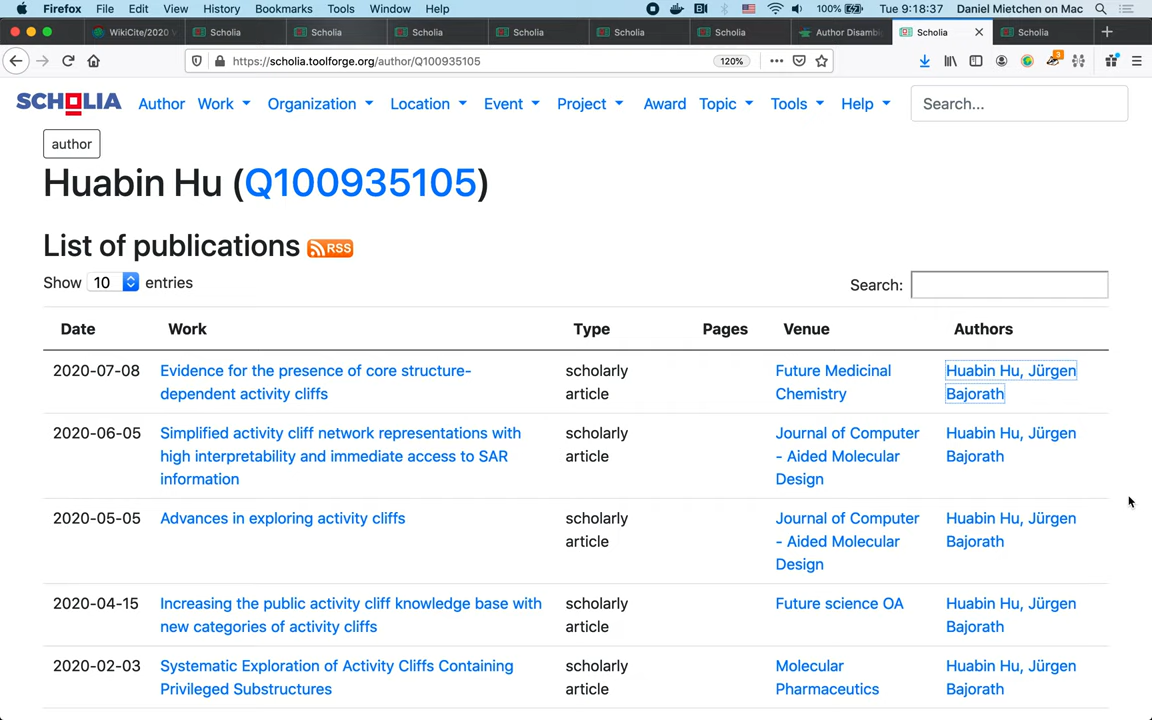 Firefox File Edit View History Bookmarks Tools Window Help 100% Tue 9:18:37 Daniel Mietchen on Mac
WikiCite/2020 Scholia Scholia Scholia Scholia Scholia Scholia Author Disambi Scholia Scholia
https://scholia.toolforge.org/author/Q100935105 120% 3
SCHOLIA Author Work Organization Location Event Project Award Topic Tools Help Search...
author
Huabin Hu (Q100935105)
List of publications RSS
Show 10 entries
Search:
Date Work Type Pages Venue Authors
2020-07-08 Evidence for the presence of core structure- scholarly Future Medicinal Huabin Hu, Jürgen
dependent activity cliffs article Chemistry Bajorath
2020-06-05 Simplified activity cliff network representations with scholarly Journal of Computer Huabin Hu, Jürgen
high interpretability and immediate access to SAR article - Aided Molecular Bajorath
information Design
2020-05-05 Advances in exploring activity cliffs scholarly Journal of Computer Huabin Hu, Jürgen
article - Aided Molecular Bajorath
Design
2020-04-15 Increasing the public activity cliff knowledge base with scholarly Future science OA Huabin Hu, Jürgen
new categories of activity cliffs article Bajorath
2020-02-03 Systematic Exploration of Activity Cliffs Containing scholarly Molecular Huabin Hu, Jürgen
Privileged Substructures article Pharmaceutics Bajorath